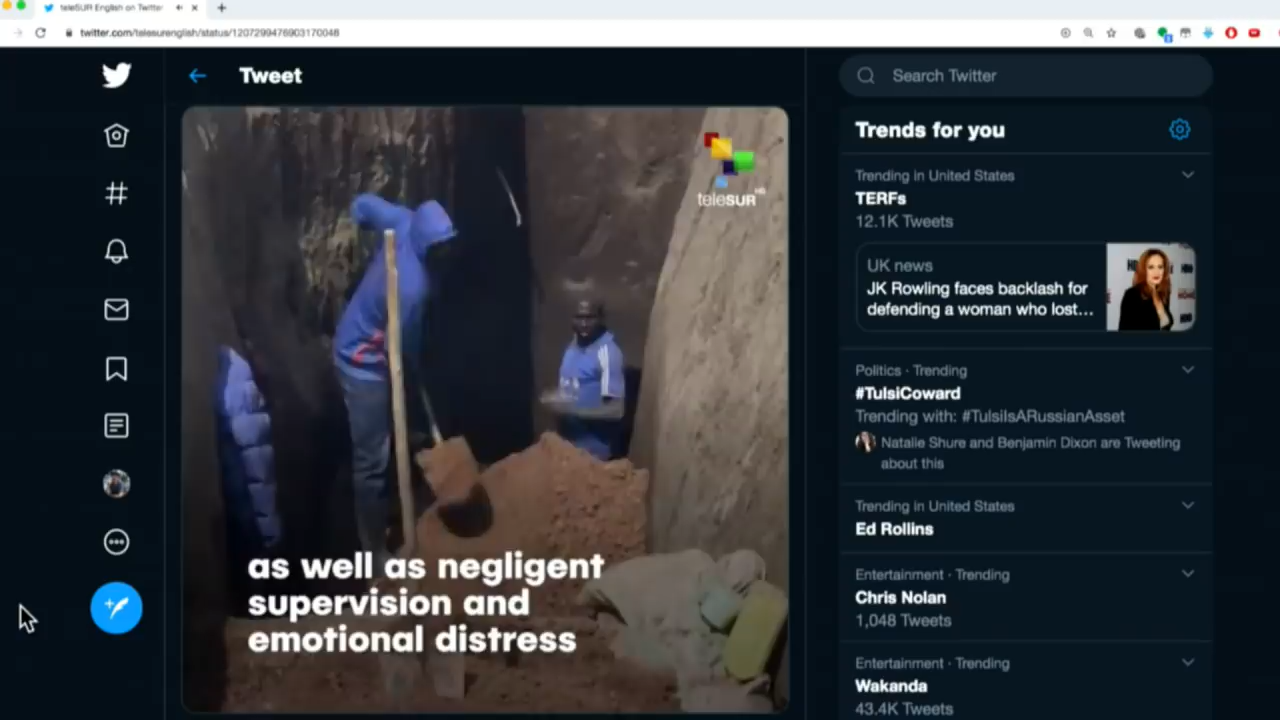 teleSUR English on Twitter
twitter.com/telesurenglish/status/1207299476903170048
Tweet
Search Twitter
teleSUR HD
as well as negligent
supervision and
emotional distress
Trends for you
Trending in United States
TERFs
12.1K Tweets
UK news
JK Rowling faces backlash for
defending a woman who lost...
Politics · Trending
#TulsiCoward
Trending with: #TulsiIsARussianAsset
Natalie Shure and Benjamin Dixon are Tweeting
about this
Trending in United States
Ed Rollins
Entertainment · Trending
Chris Nolan
1,048 Tweets
Entertainment · Trending
Wakanda
43.4K Tweets